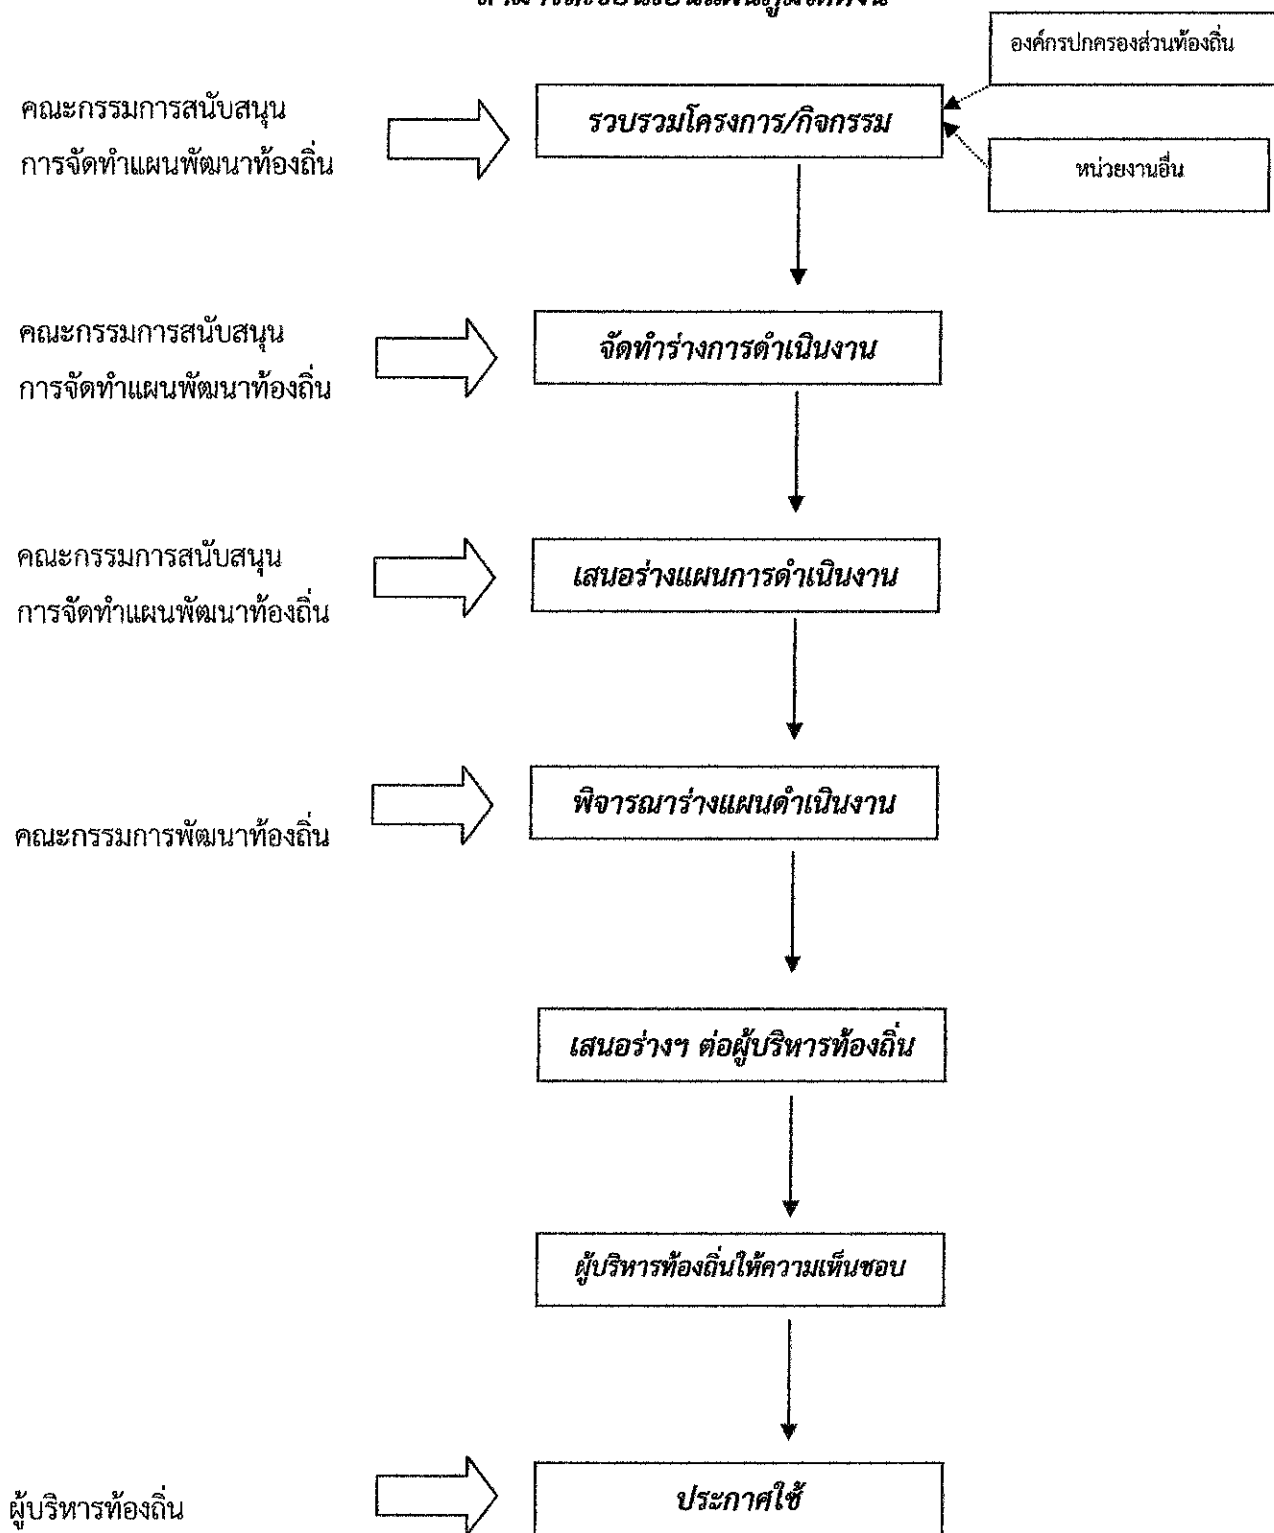 องค์กรปกครองส่วนท้องถิ่น
คณะกรรมการสนับสนุน
การจัดทำแผนพัฒนาท้องถิ่น
รวบรวมโครงการ/กิจกรรม
หน่วยงานอื่น
คณะกรรมการสนับสนุน
การจัดทำแผนพัฒนาท้องถิ่น
จัดทำร่างการดำเนินงาน
คณะกรรมการสนับสนุน
การจัดทำแผนพัฒนาท้องถิ่น
เสนอร่างแผนการดำเนินงาน
คณะกรรมการพัฒนาท้องถิ่น
พิจารณาร่างแผนดำเนินงาน
เสนอร่างฯ ต่อผู้บริหารท้องถิ่น
ผู้บริหารท้องถิ่นให้ความเห็นชอบ
ผู้บริหารท้องถิ่น
ประกาศใช้